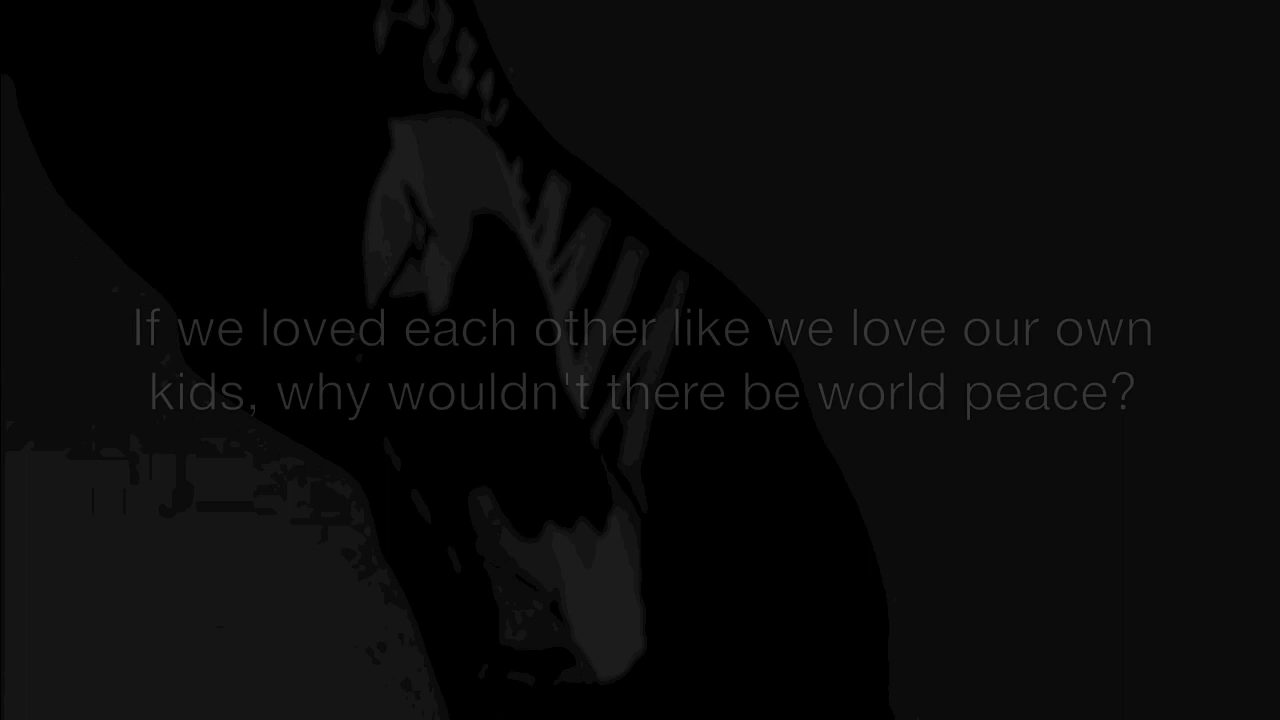 If we loved each other like we love our own
kids, why wouldn't there be world peace?